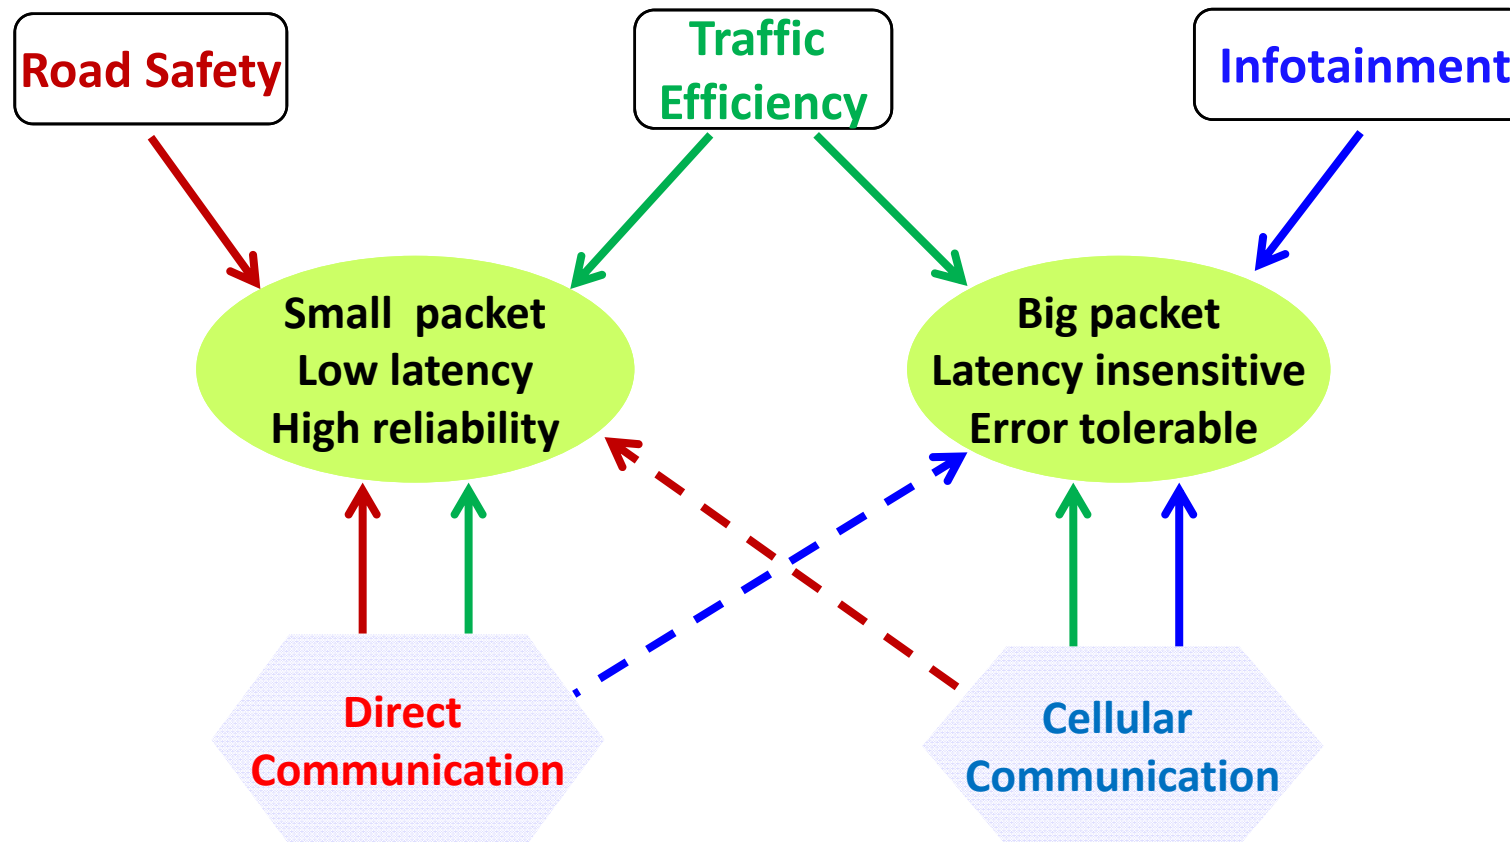 Road Safety
Traffic
Efficiency
Infotainment
Small packet
Low latency
High reliability
Big packet
Latency insensitive
Error tolerable
Direct
Communication
Cellular
Communication